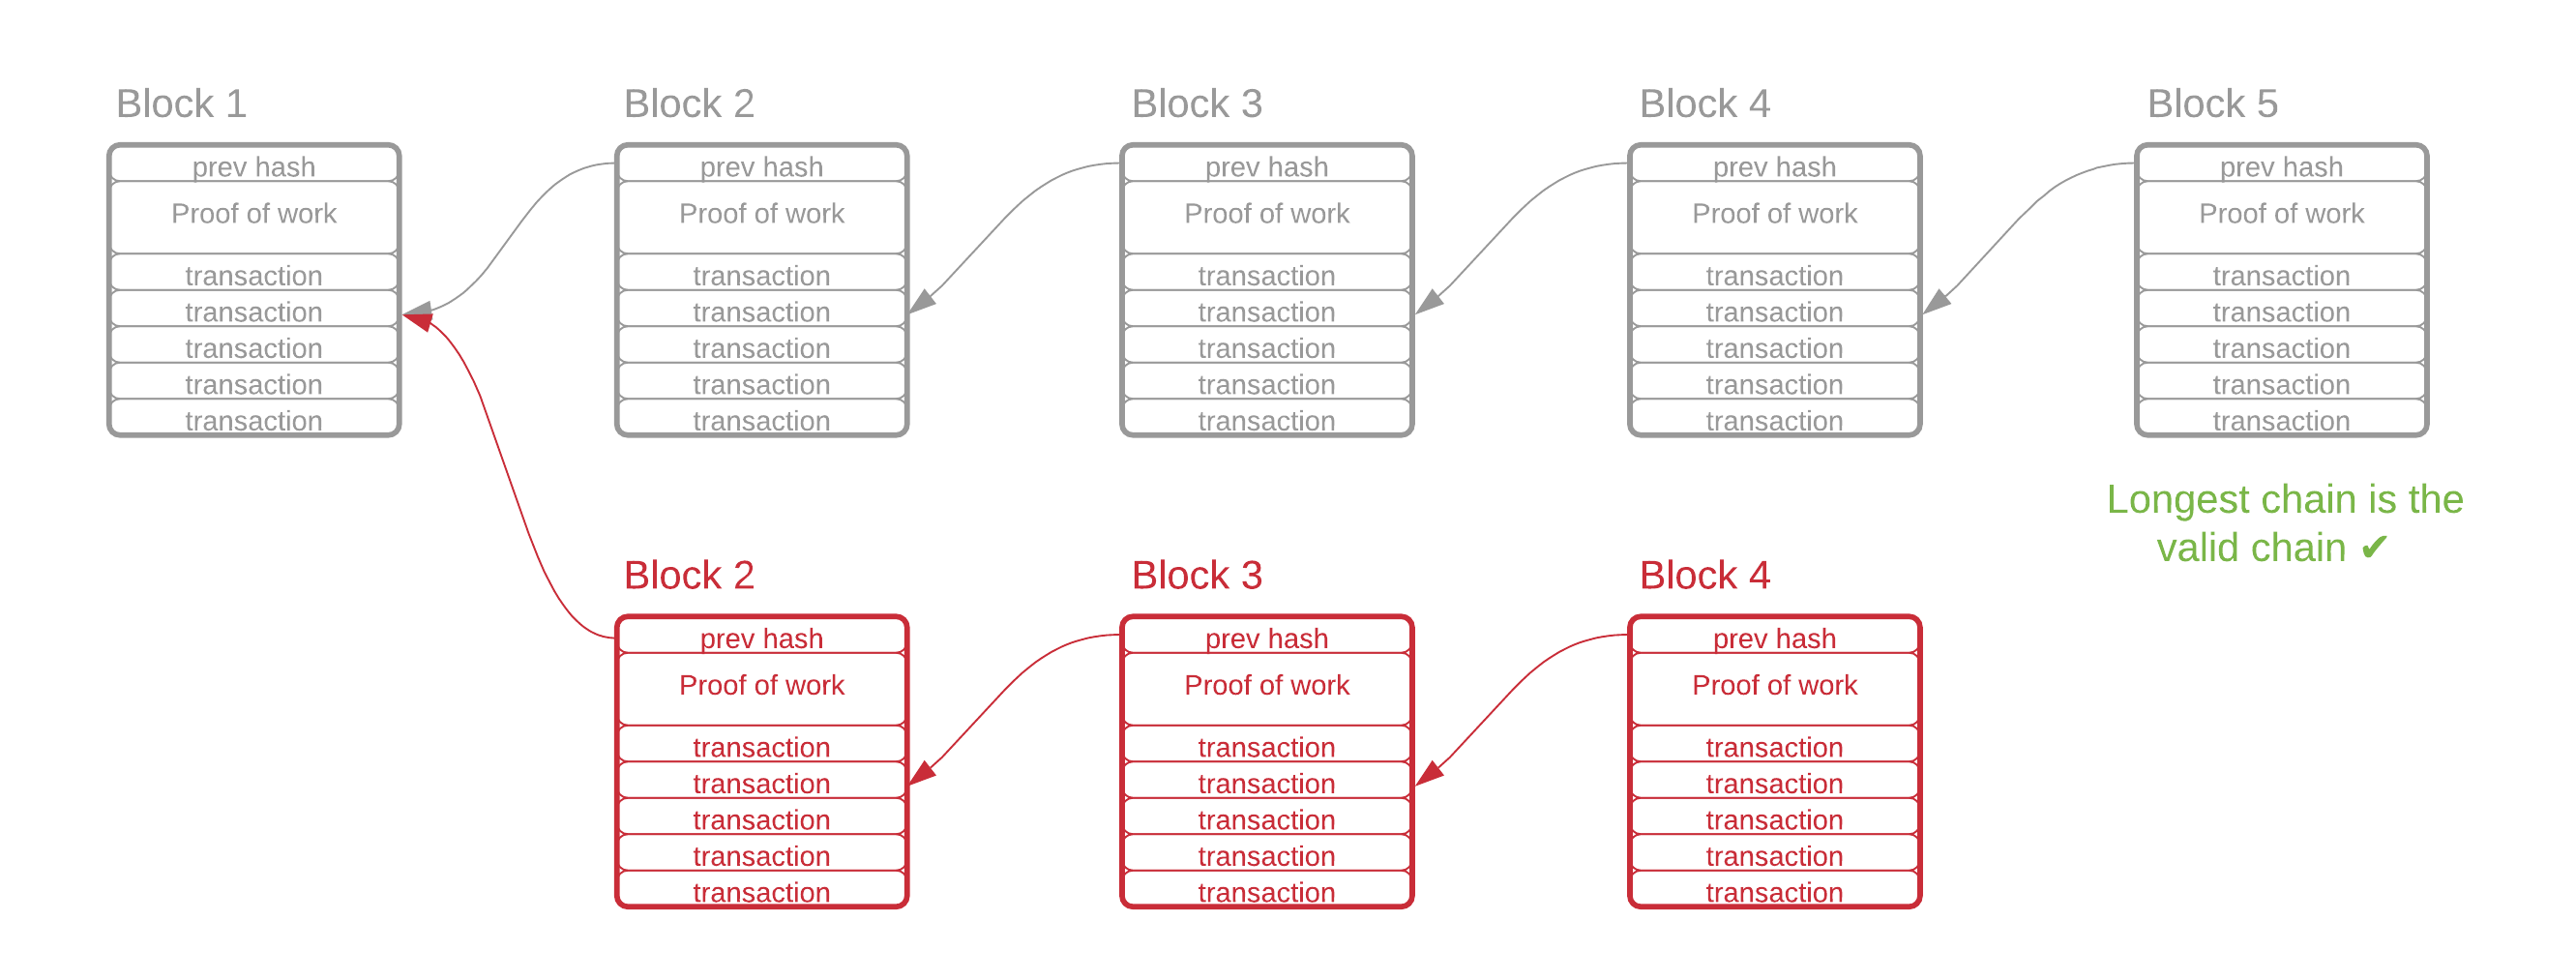 Block 1
prev hash
Proof of work
transaction
transaction
transaction
transaction
transaction
Block 2
prev hash
Proof of work
transaction
transaction
transaction
transaction
transaction
Block 3
prev hash
Proof of work
transaction
transaction
transaction
transaction
transaction
Block 4
prev hash
Proof of work
transaction
transaction
transaction
transaction
transaction
Block 5
prev hash
Proof of work
transaction
transaction
transaction
transaction
transaction
Longest chain is the
valid chain ✔
Block 2
prev hash
Proof of work
transaction
transaction
transaction
transaction
transaction
Block 3
prev hash
Proof of work
transaction
transaction
transaction
transaction
transaction
Block 4
prev hash
Proof of work
transaction
transaction
transaction
transaction
transaction